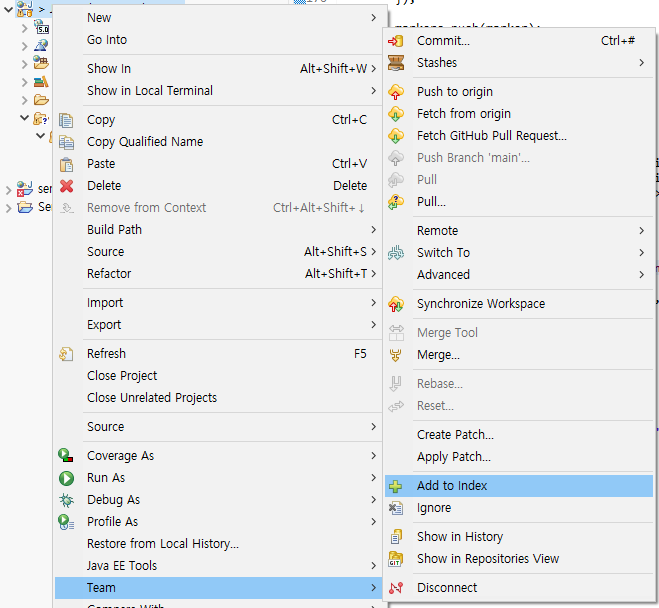 });
New
Go Into
Show In Alt+Shift+W
Show in Local Terminal
Copy Ctrl+C
Copy Qualified Name
Paste Ctrl+V
Delete Delete
Remove from Context Ctrl+Alt+Shift+↓
Build Path
Source Alt+Shift+S
Refactor Alt+Shift+T
Import
Export
Refresh F5
Close Project
Close Unrelated Projects
Source
Coverage As
Run As
Debug As
Profile As
Restore from Local History...
Java EE Tools
Team
Compare With
Commit... Ctrl+#
Stashes
Push to origin
Fetch from origin
Fetch GitHub Pull Request...
Push Branch 'main'...
Pull
Pull...
Remote
Switch To
Advanced
Synchronize Workspace
Merge Tool
Merge...
Rebase...
Reset...
Create Patch...
Apply Patch...
Add to Index
Ignore
Show in History
Show in Repositories View
Disconnect